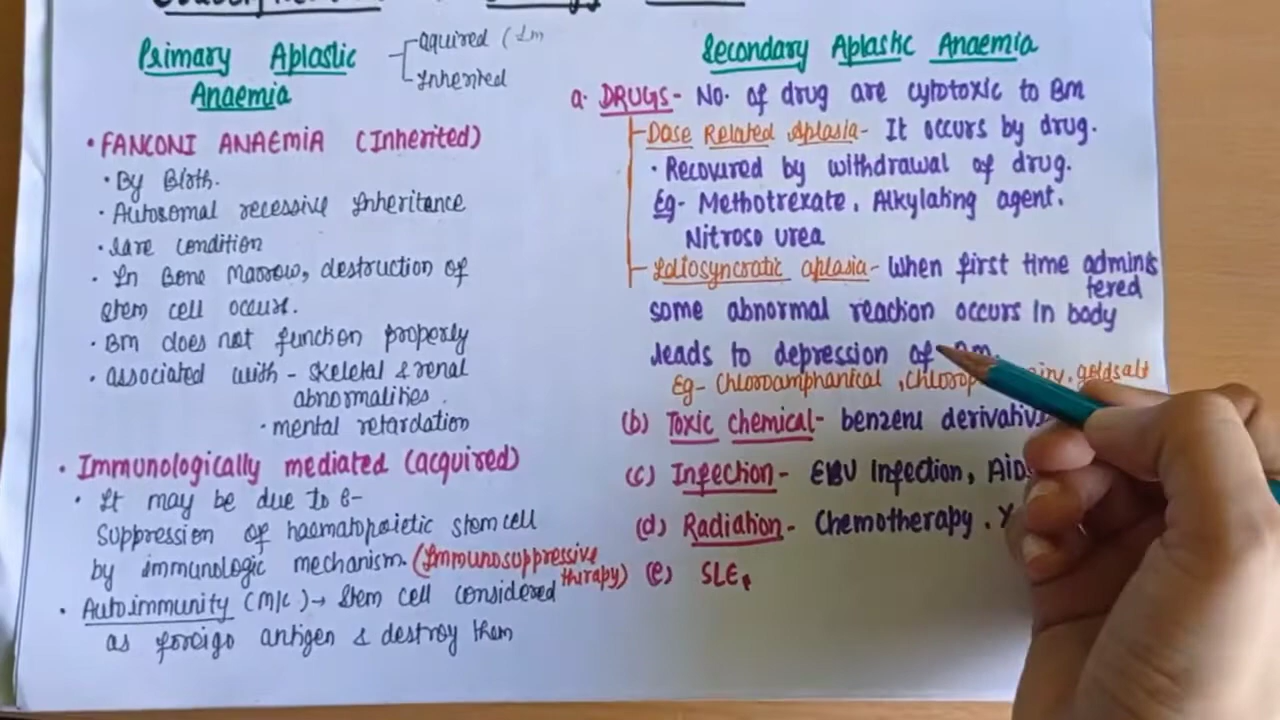 Primary Aplastic
Anaemia
aquired (Im
Inherited
• FANCONI ANAEMIA (Inherited)
• By Birth.
• Autosomal recessive Inheritance
• rare condition
• In Bone Marrow, destruction of
stem cell occurs.
• Bm does not function properly
• associated with - skeletal & renal
abnormalities.
• mental retardation
• Immunologically mediated (acquired)
• It may be due to :-
Suppression of haematopoietic stem cell
by immunologic mechanism. (Immunosuppressive
therapy)
• Autoimmunity (M/c) → Stem cell considered
as foreign antigen & destroy them
Secondary Aplastic Anaemia
a. DRUGS - No. of drug are cytotoxic to BM
Dose Related Aplasia - It occurs by drug.
• Recovered by withdrawal of drug.
Eg - Methotrexate, Alkylating agent.
Nitroso urea
Idiosyncratic aplasia - When first time adminis
tered
some abnormal reaction occurs in body
leads to depression of Bm.
Eg - Chloroamphanical, goldsalt
(b) Toxic chemical - benzene derivative
(c) Infection - EBV Infection, AID
(d) Radiation - Chemotherapy. X
(e) SLE,